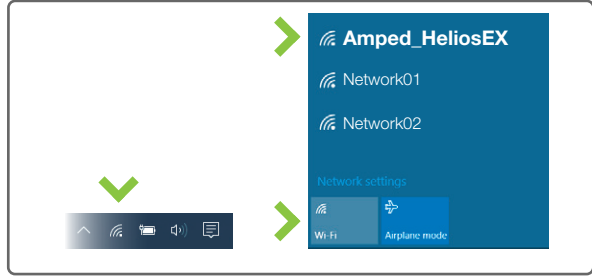 Amped_HeliosEX
Network01
Network02
Network settings
Wi-Fi
Airplane mode